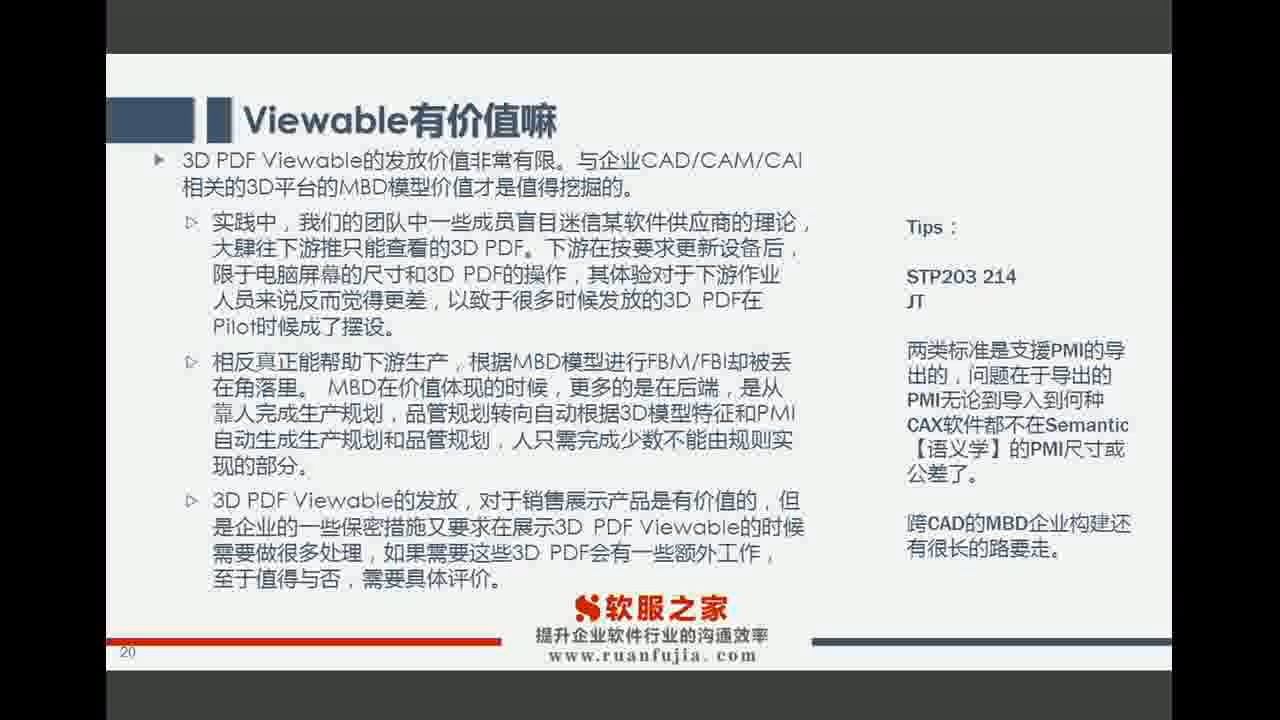 Viewable有价值嘛
3D PDF Viewable的发放价值非常有限。与企业CAD/CAM/CAI
相关的3D平台的MBD模型价值才是值得挖掘的。
实践中，我们的团队中一些成员盲目迷信某软件供应商的理论，
大肆往下游推只能查看的3D PDF。下游在按要求更新设备后，
限于电脑屏幕的尺寸和3D PDF的操作，其体验对于下游作业
人员来说反而觉得更差，以致于很多时候发放的3D PDF在
Pilot时候成了摆设。
相反真正能帮助下游生产，根据MBD模型进行FBM/FBI却被丢
在角落里。 MBD在价值体现的时候，更多的是在后端，是从
靠人完成生产规划，品管规划转向自动根据3D模型特征和PMI
自动生成生产规划和品管规划，人只需完成少数不能由规则实
现的部分。
3D PDF Viewable的发放，对于销售展示产品是有价值的，但
是企业的一些保密措施又要求在展示3D PDF Viewable的时候
需要做很多处理，如果需要这些3D PDF会有一些额外工作，
至于值得与否，需要具体评价。
Tips：
STP203 214
JT
两类标准是支援PMI的导
出的，问题在于导出的
PMI无论到导入到何种
CAX软件都不在Semantic
【语义学】的PMI尺寸或
公差了。
跨CAD的MBD企业构建还
有很长的路要走。
软服之家
提升企业软件行业的沟通效率
www.ruanfujia.com
20